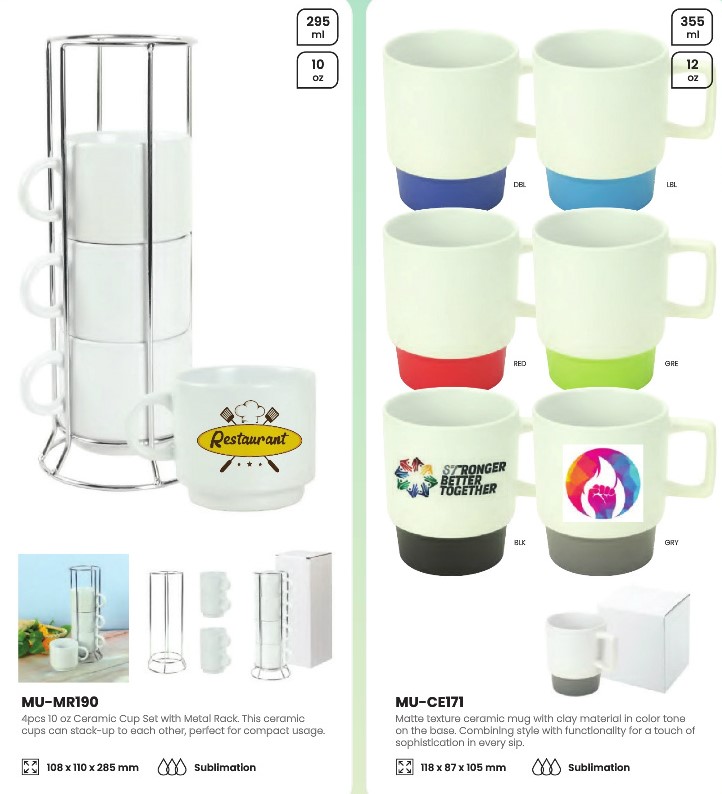 295
ml
10
oz
Restaurant
MU-MR190
4pcs 10 oz Ceramic Cup Set with Metal Rack. This ceramic
cups can stack-up to each other, perfect for compact usage.
108 x 110 x 285 mm
Sublimation
355
ml
12
oz
DBL
LBL
RED
GRE
STRONGER
BETTER
TOGETHER
BLK
GRY
MU-CE171
Matte texture ceramic mug with clay material in color tone
on the base. Combining style with functionality for a touch of
sophistication in every sip.
118 x 87 x 105 mm
Sublimation